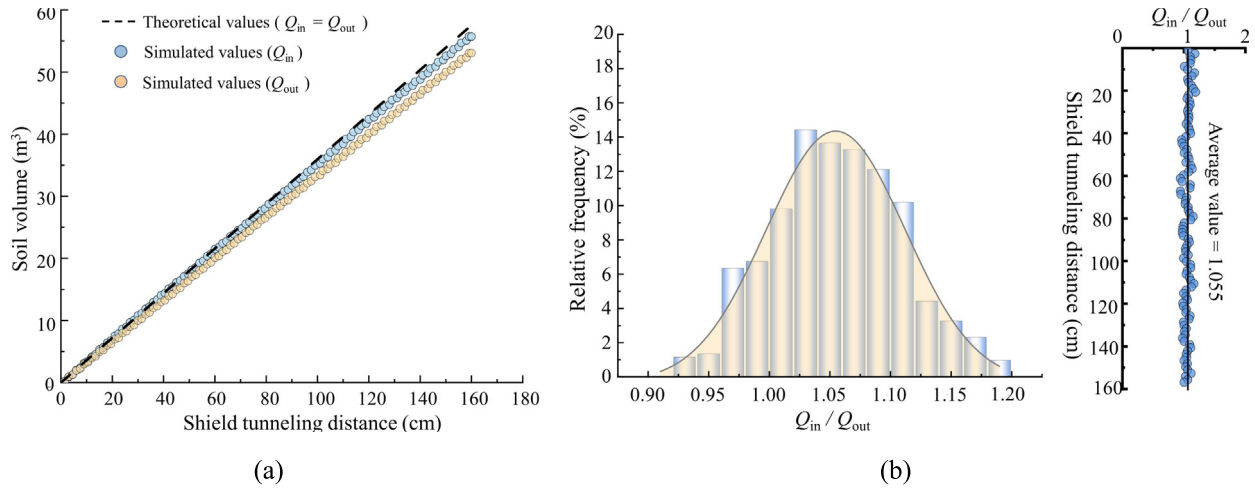 60
50
40
30
20
10
0
Soil volume (m³)
Theoretical values ( Qin = Qout )
Simulated values (Qin)
Simulated values (Qout)
0 20 40 60 80 100 120 140 160 180
Shield tunneling distance (cm)
(a)
20
18
16
14
12
10
8
6
4
2
0
Relative frequency (%)
0.90 0.95 1.00 1.05 1.10 1.15 1.20
Qin / Qout
Qin / Qout
0 1 2
20
40
60
80
100
120
140
160
Shield tunneling distance (cm)
Average value = 1.055
(b)